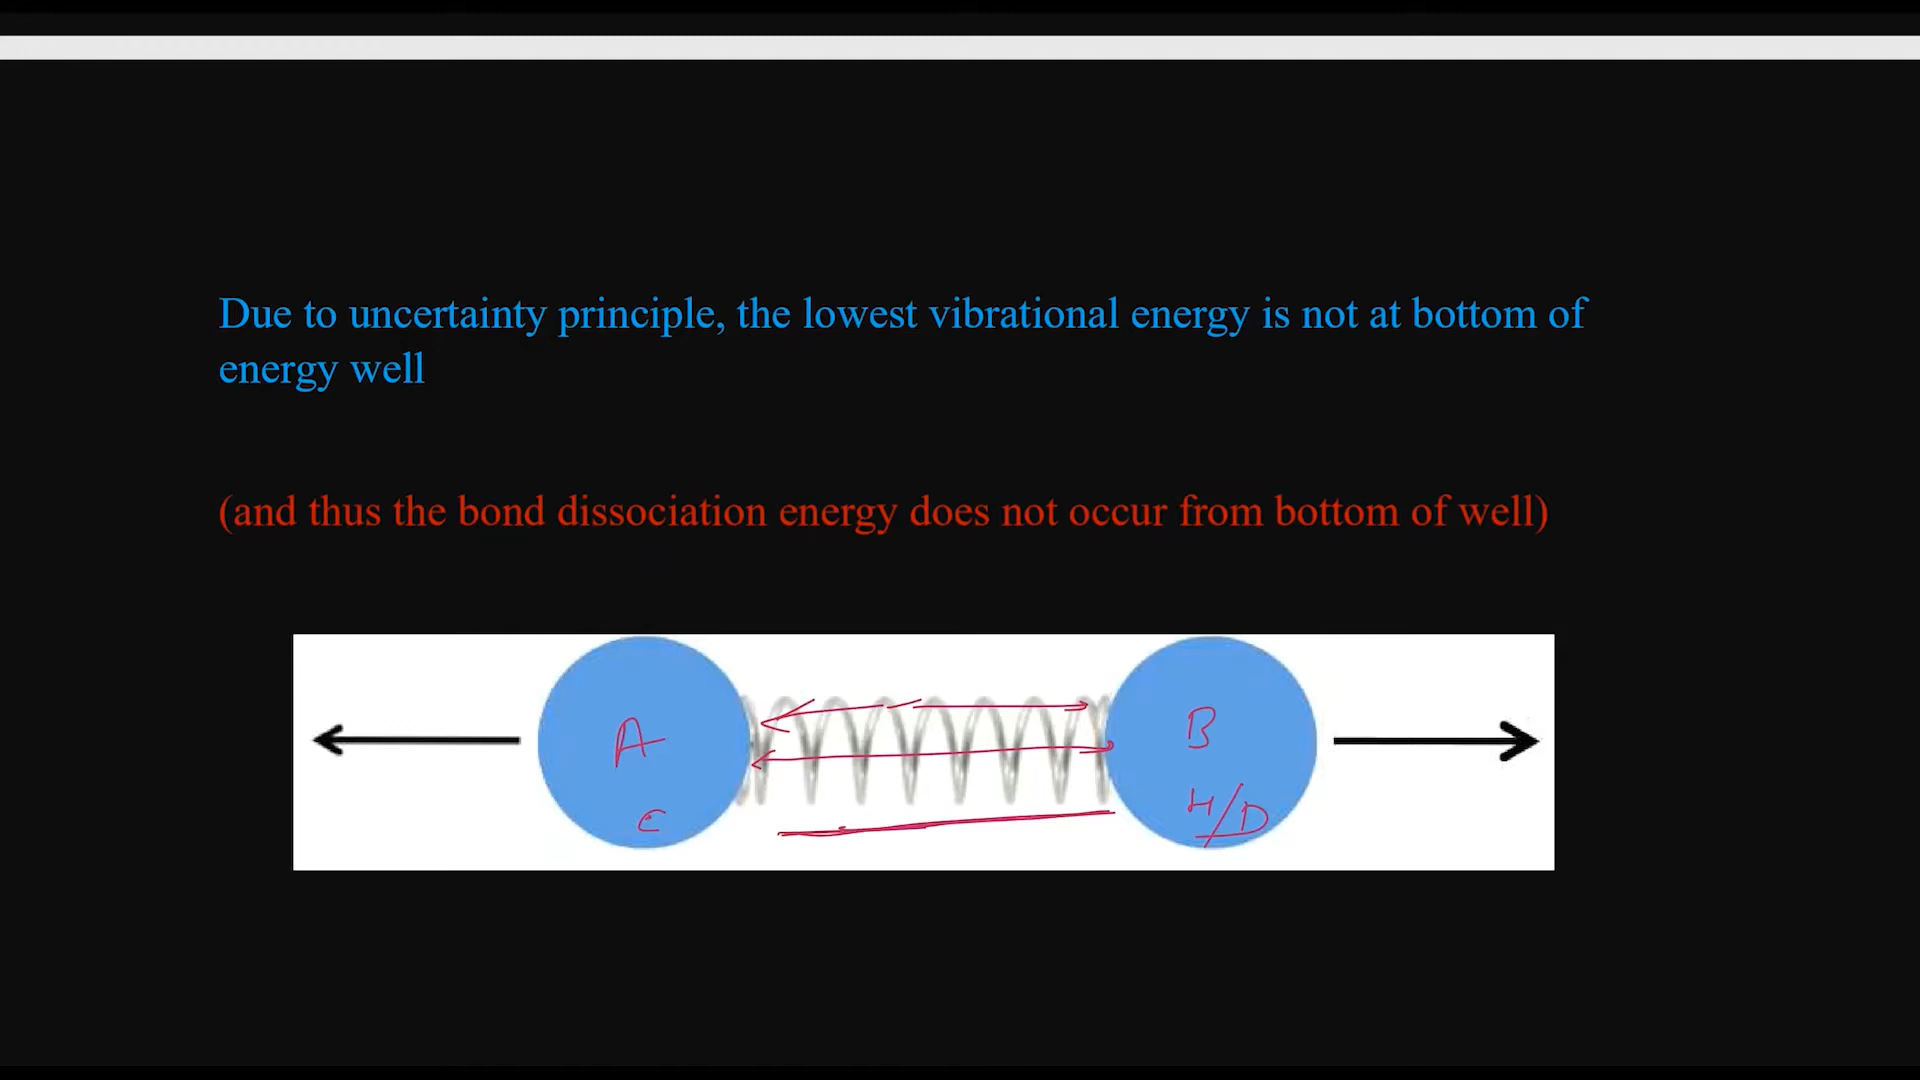 Due to uncertainty principle, the lowest vibrational energy is not at bottom of
energy well
(and thus the bond dissociation energy does not occur from bottom of well)
A B
C H/D